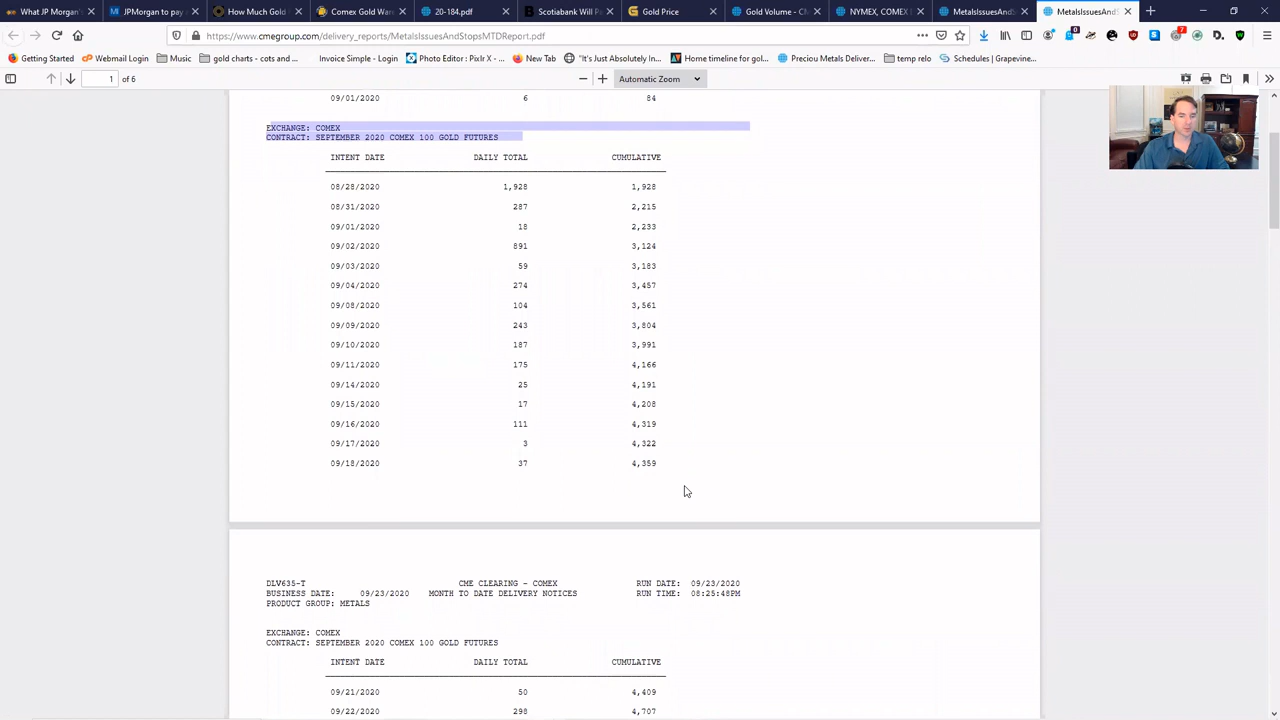 What JP Morgan's
JPMorgan to pay
How Much Gold
Comex Gold War
20-184.pdf
Scotiabank Will Pa
Gold Price
Gold Volume - C
NYMEX, COMEX
MetalsIssuesAnd
MetalsIssuesAndS
https://www.cmegroup.com/delivery_reports/MetalsIssuesAndStopsMTDReport.pdf
Getting Started
Webmail Login
Music
gold charts - cots and ...
Invoice Simple - Login
Photo Editor : Pixlr X - ...
New Tab
"It's Just Absolutely In...
Home timeline for gol...
Preciou Metal Deliver...
temp relo
Schedules | Grapevine...
1 of 6
Automatic Zoom
09/01/2020 6 84
EXCHANGE: COMEX
CONTRACT: SEPTEMBER 2020 COMEX 100 GOLD FUTURES
INTENT DATE DAILY TOTAL CUMULATIVE
08/28/2020 1,928 1,928
08/31/2020 287 2,215
09/01/2020 18 2,233
09/02/2020 891 3,124
09/03/2020 59 3,183
09/04/2020 274 3,457
09/08/2020 104 3,561
09/09/2020 243 3,804
09/10/2020 187 3,991
09/11/2020 175 4,166
09/14/2020 25 4,191
09/15/2020 17 4,208
09/16/2020 111 4,319
09/17/2020 3 4,322
09/18/2020 37 4,359
DLV635-T CME CLEARING - COMEX RUN DATE: 09/23/2020
BUSINESS DATE: 09/23/2020 MONTH TO DATE DELIVERY NOTICES RUN TIME: 08:25:48PM
PRODUCT GROUP: METALS
EXCHANGE: COMEX
CONTRACT: SEPTEMBER 2020 COMEX 100 GOLD FUTURES
INTENT DATE DAILY TOTAL CUMULATIVE
09/21/2020 50 4,409
09/22/2020 298 4,707